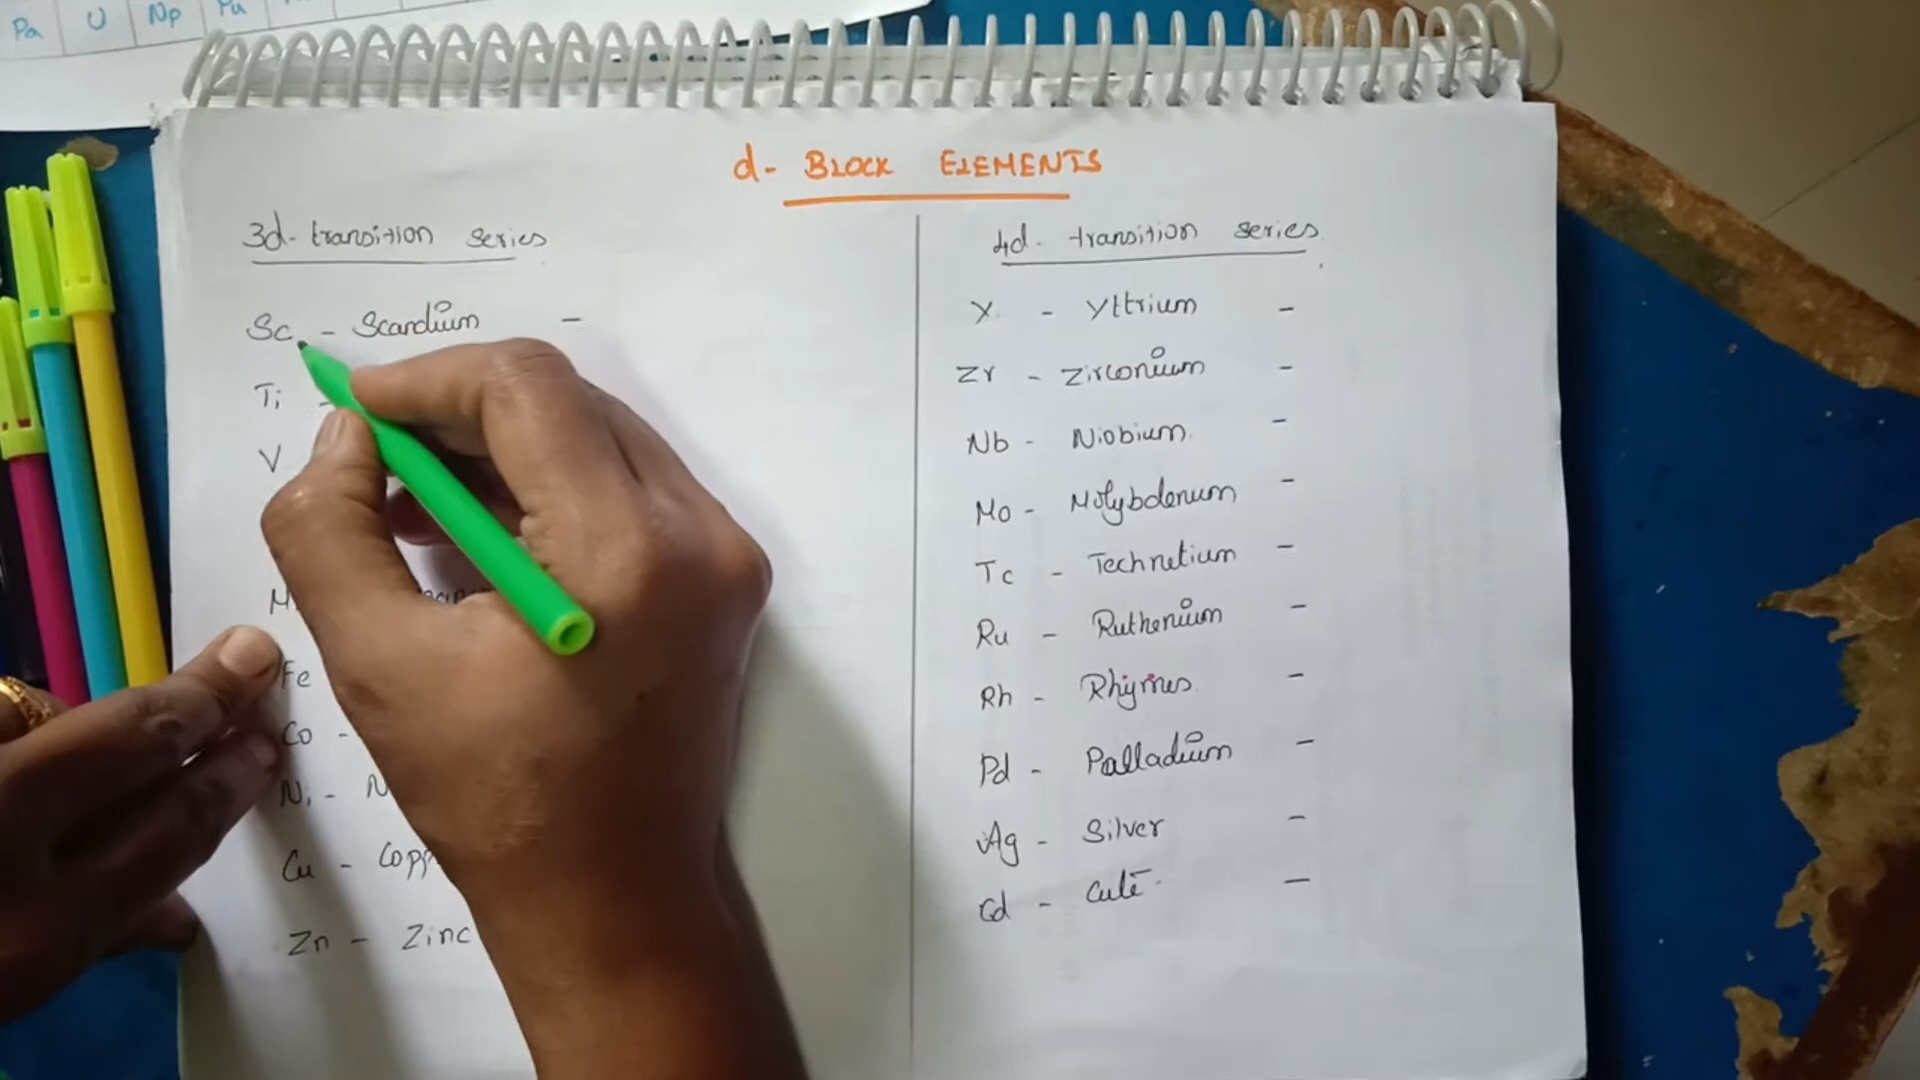 Pa U Np Pu
d- BLOCK ELEMENTS
3d- transition series
Sc - Scandium -
Ti -
V
Fe
Co -
Ni - N
Cu - Copp
Zn - Zinc
4d- transition series
Y - Yttrium -
Zr - Zirconium -
Nb - Niobium -
Mo - Molybdenum -
Tc - Technetium -
Ru - Ruthenium -
Rh - Rhymes -
Pd - Palladium -
Ag - Silver -
Cd - Cute -